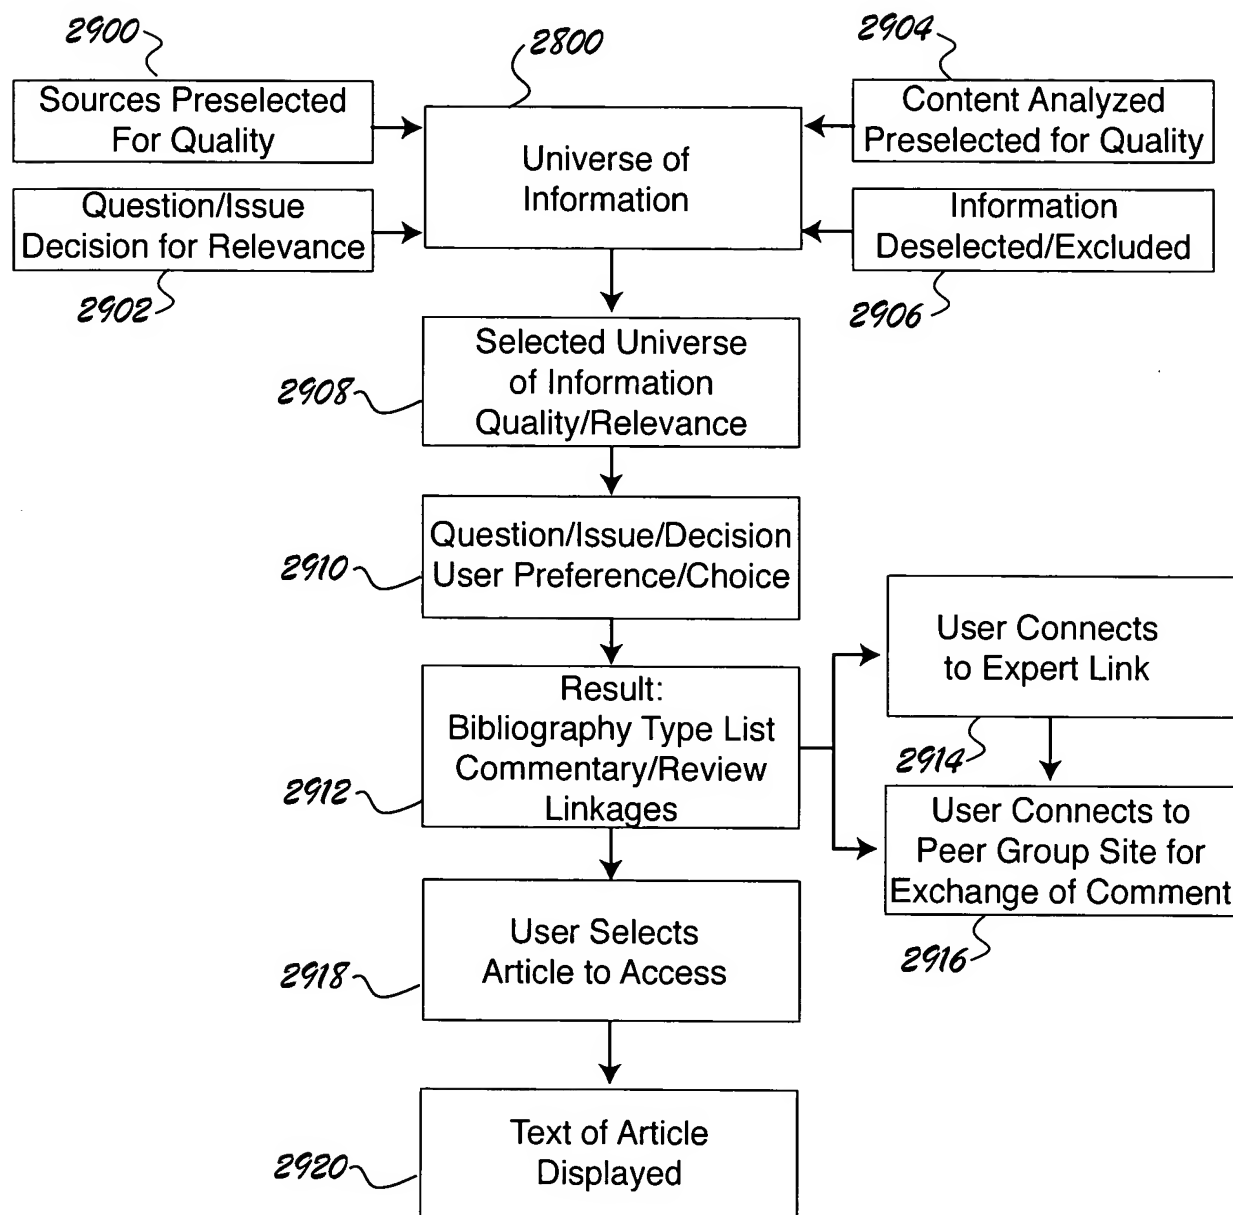 2900
2800
2904
Sources Preselected
For Quality
Universe of
Information
Content Analyzed
Preselected for Quality
Question/Issue
Decision for Relevance
Information
Deselected/Excluded
2902
2906
2908
Selected Universe
of Information
Quality/Relevance
2910
Question/Issue/Decision
User Preference/Choice
2912
Result:
Bibliography Type List
Commentary/Review
Linkages
User Connects
to Expert Link
2914
User Connects to
Peer Group Site for
Exchange of Comment
2916
2918
User Selects
Article to Access
2920
Text of Article
Displayed